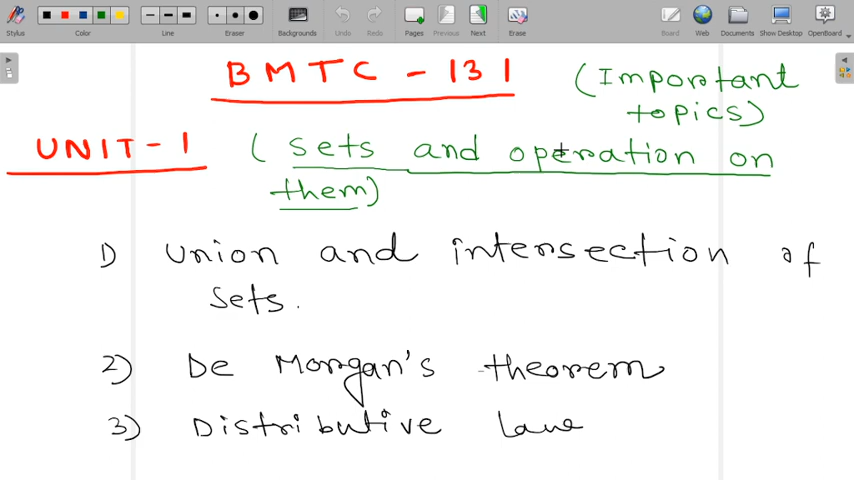 Stylus
Color
Line
Eraser
Backgrounds
Undo
Redo
Pages
Previous
Next
Erase
Board
Web
Documents
Show Desktop
OpenBoard
BMTC - 131 (Important
topics)
UNIT - 1 (sets and operation on
them)
1) Union and intersection of
sets.
2) De Morgan's theorem
3) Distributive